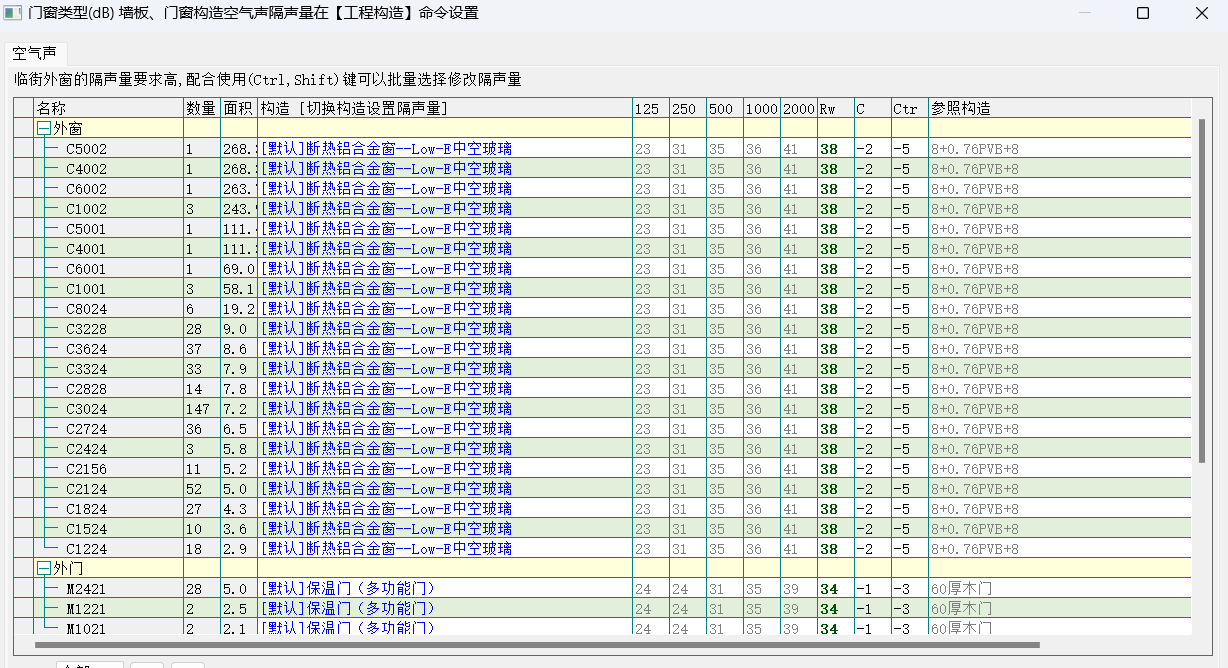 门窗类型(dB) 墙板、门窗构造空气声隔声量在【工程构造】命令设置
空气声
临街外窗的隔声量要求高,配合使用(Ctrl,Shift)键可以批量选择修改隔声量
名称 数量 面积 构造 [切换构造设置隔声量] 125 250 500 1000 2000 Rw C Ctr 参照构造
外窗
C5002 1 268. [默认]断热铝合金窗--Low-E中空玻璃 23 31 35 36 41 38 -2 -5 8+0.76PVB+8
C4002 1 268. [默认]断热铝合金窗--Low-E中空玻璃 23 31 35 36 41 38 -2 -5 8+0.76PVB+8
C6002 1 263. [默认]断热铝合金窗--Low-E中空玻璃 23 31 35 36 41 38 -2 -5 8+0.76PVB+8
C1002 3 243. [默认]断热铝合金窗--Low-E中空玻璃 23 31 35 36 41 38 -2 -5 8+0.76PVB+8
C5001 1 111. [默认]断热铝合金窗--Low-E中空玻璃 23 31 35 36 41 38 -2 -5 8+0.76PVB+8
C4001 1 111. [默认]断热铝合金窗--Low-E中空玻璃 23 31 35 36 41 38 -2 -5 8+0.76PVB+8
C6001 1 69.0 [默认]断热铝合金窗--Low-E中空玻璃 23 31 35 36 41 38 -2 -5 8+0.76PVB+8
C1001 3 58.1 [默认]断热铝合金窗--Low-E中空玻璃 23 31 35 36 41 38 -2 -5 8+0.76PVB+8
C8024 6 19.2 [默认]断热铝合金窗--Low-E中空玻璃 23 31 35 36 41 38 -2 -5 8+0.76PVB+8
C3228 28 9.0 [默认]断热铝合金窗--Low-E中空玻璃 23 31 35 36 41 38 -2 -5 8+0.76PVB+8
C3624 37 8.6 [默认]断热铝合金窗--Low-E中空玻璃 23 31 35 36 41 38 -2 -5 8+0.76PVB+8
C3324 33 7.9 [默认]断热铝合金窗--Low-E中空玻璃 23 31 35 36 41 38 -2 -5 8+0.76PVB+8
C2828 14 7.8 [默认]断热铝合金窗--Low-E中空玻璃 23 31 35 36 41 38 -2 -5 8+0.76PVB+8
C3024 147 7.2 [默认]断热铝合金窗--Low-E中空玻璃 23 31 35 36 41 38 -2 -5 8+0.76PVB+8
C2724 36 6.5 [默认]断热铝合金窗--Low-E中空玻璃 23 31 35 36 41 38 -2 -5 8+0.76PVB+8
C2424 3 5.8 [默认]断热铝合金窗--Low-E中空玻璃 23 31 35 36 41 38 -2 -5 8+0.76PVB+8
C2156 11 5.2 [默认]断热铝合金窗--Low-E中空玻璃 23 31 35 36 41 38 -2 -5 8+0.76PVB+8
C2124 52 5.0 [默认]断热铝合金窗--Low-E中空玻璃 23 31 35 36 41 38 -2 -5 8+0.76PVB+8
C1824 27 4.3 [默认]断热铝合金窗--Low-E中空玻璃 23 31 35 36 41 38 -2 -5 8+0.76PVB+8
C1524 10 3.6 [默认]断热铝合金窗--Low-E中空玻璃 23 31 35 36 41 38 -2 -5 8+0.76PVB+8
C1224 18 2.9 [默认]断热铝合金窗--Low-E中空玻璃 23 31 35 36 41 38 -2 -5 8+0.76PVB+8
外门
M2421 28 5.0 [默认]保温门（多功能门） 24 24 31 35 39 34 -1 -3 60厚木门
M1221 2 2.5 [默认]保温门（多功能门） 24 24 31 35 39 34 -1 -3 60厚木门
M1021 2 2.1 [默认]保温门（多功能门） 24 24 31 35 39 34 -1 -3 60厚木门